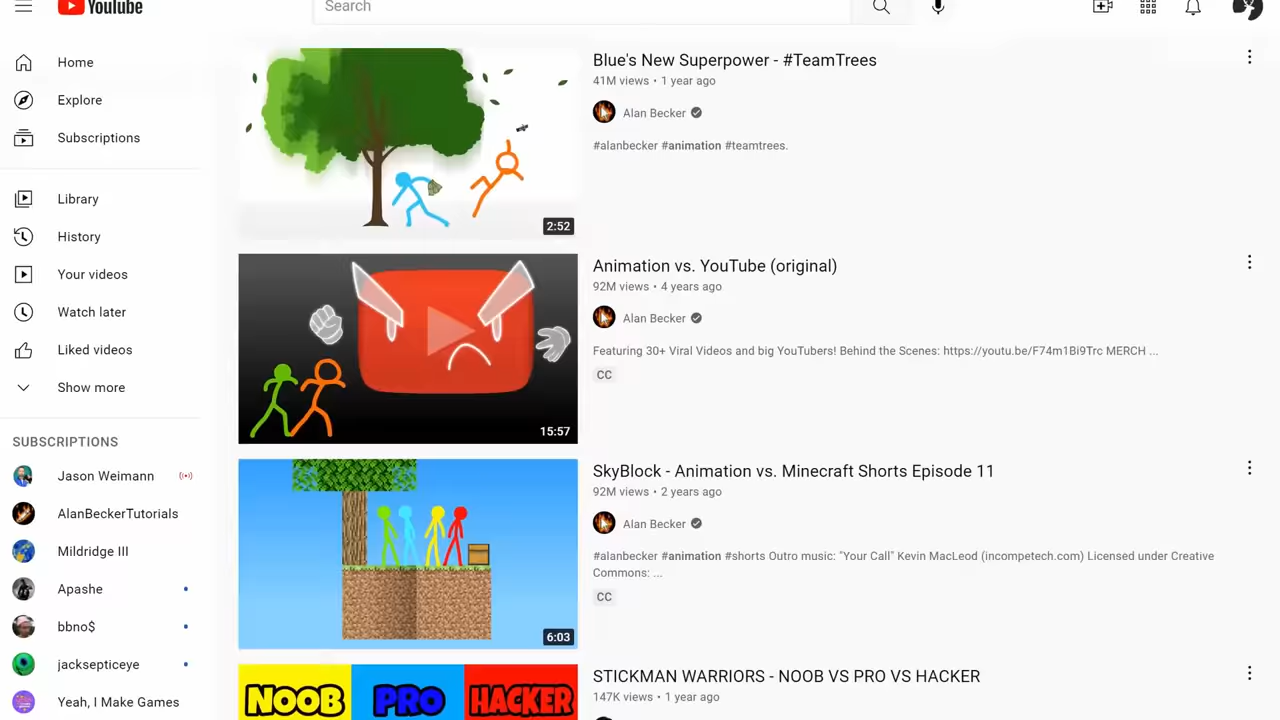 YouTube
Search
Home
Explore
Subscriptions
Library
History
Your videos
Watch later
Liked videos
Show more
SUBSCRIPTIONS
Jason Weimann
AlanBeckerTutorials
Mildridge III
Apashe
bbno$
jacksepticeye
Yeah, I Make Games
2:52
Blue's New Superpower - #TeamTrees
41M views • 1 year ago
Alan Becker
#alanbecker #animation #teamtrees.
15:57
Animation vs. YouTube (original)
92M views • 4 years ago
Alan Becker
Featuring 30+ Viral Videos and big YouTubers! Behind the Scenes: https://youtu.be/F74m1Bi9Trc MERCH ...
CC
6:03
SkyBlock - Animation vs. Minecraft Shorts Episode 11
92M views • 2 years ago
Alan Becker
#alanbecker #animation #shorts Outro music: "Your Call" Kevin MacLeod (incompetech.com) Licensed under Creative
Commons: ...
CC
NOOB PRO HACKER
STICKMAN WARRIORS - NOOB VS PRO VS HACKER
147K views • 1 year ago